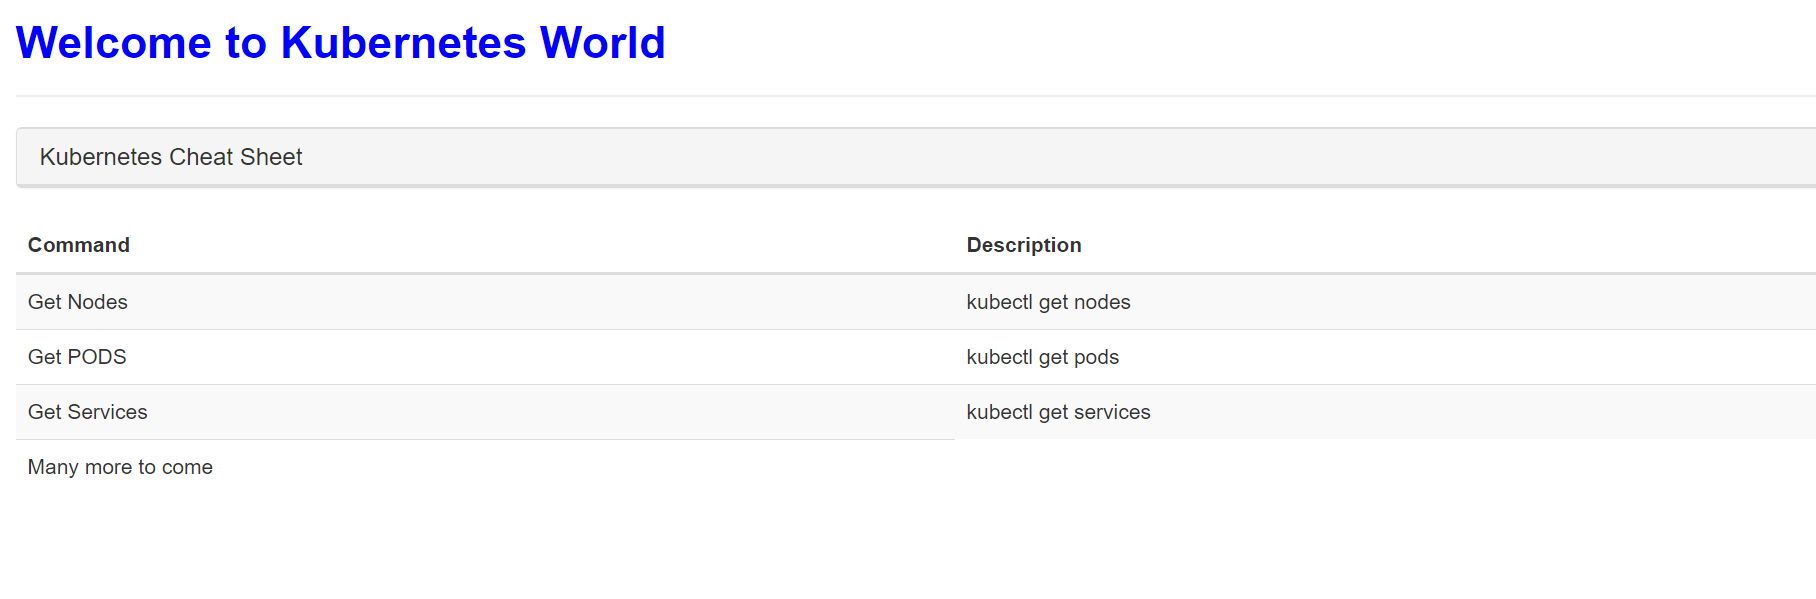 Welcome to Kubernetes World
Kubernetes Cheat Sheet
Command Description
Get Nodes kubectl get nodes
Get PODS kubectl get pods
Get Services kubectl get services
Many more to come